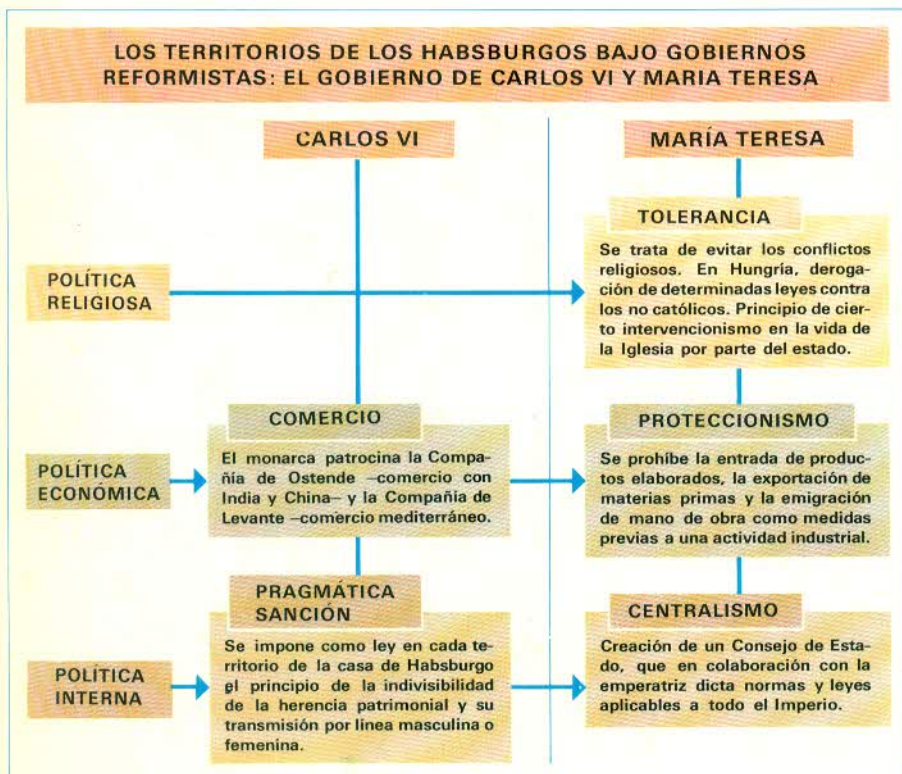 LOS TERRITORIOS DE LOS HABSBURGOS BAJO GOBIERNOS
REFORMISTAS: EL GOBIERNO DE CARLOS VI Y MARIA TERESA
CARLOS VI
MARÍA TERESA
POLÍTICA
RELIGIOSA
TOLERANCIA
Se trata de evitar los conflictos
religiosos. En Hungría, deroga-
ción de determinadas leyes contra
los no católicos. Principio de cier-
to intervencionismo en la vida de
la Iglesia por parte del estado.
POLÍTICA
ECONÓMICA
COMERCIO
El monarca patrocina la Compa-
ñía de Ostende –comercio con
India y China– y la Compañía de
Levante –comercio mediterráneo.
PROTECCIONISMO
Se prohíbe la entrada de produc-
tos elaborados, la exportación de
materias primas y la emigración
de mano de obra como medidas
previas a una actividad industrial.
POLÍTICA
INTERNA
PRAGMÁTICA
SANCIÓN
Se impone como ley en cada te-
rritorio de la casa de Habsburgo
el principio de la indivisibilidad
de la herencia patrimonial y su
transmisión por línea masculina o
femenina.
CENTRALISMO
Creación de un Consejo de Esta-
do, que en colaboración con la
emperatriz dicta normas y leyes
aplicables a todo el Imperio.